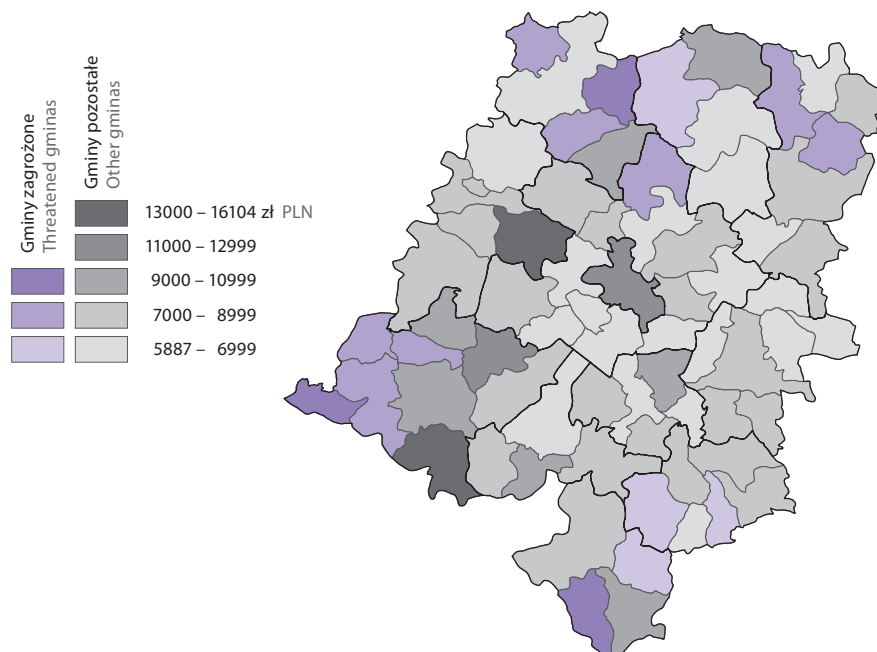 Gminy zagrożone
Threatened gminas
Gminy pozostałe
Other gminas
13000 – 16104 zł PLN
11000 – 12999
9000 – 10999
7000 – 8999
5887 – 6999